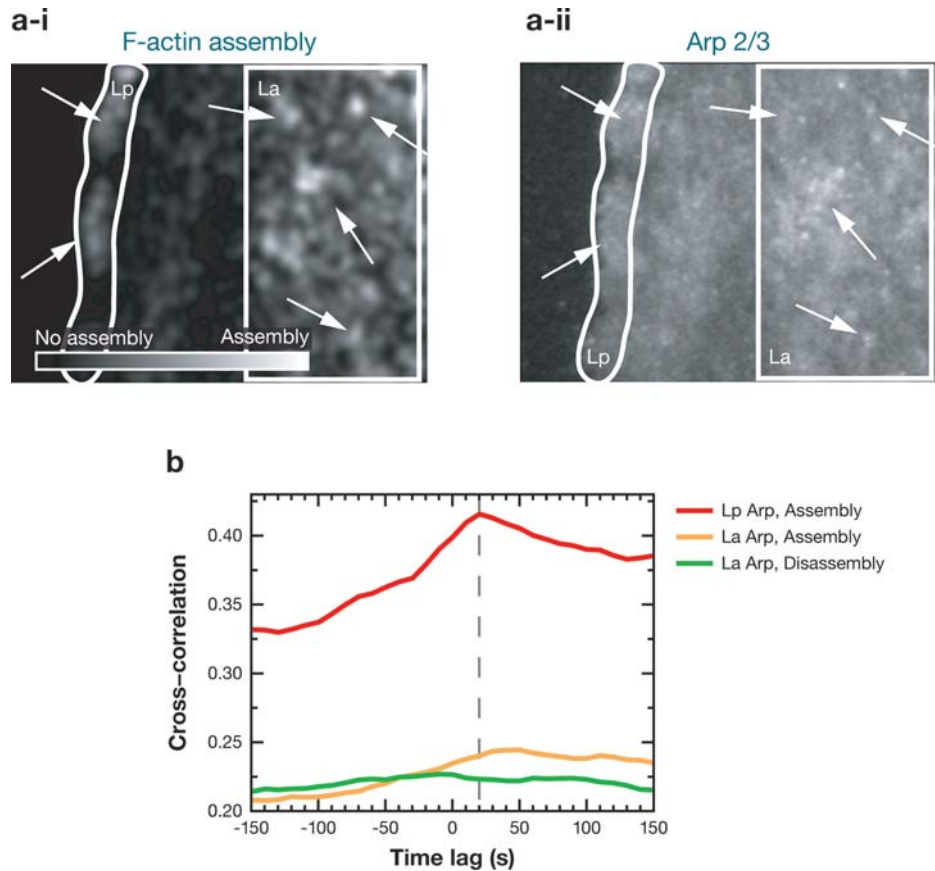 a-i
F-actin assembly
Lp
La
No assembly
Assembly
a-ii
Arp 2/3
Lp
La
b
Cross–correlation
0.40
0.35
0.30
0.25
0.20
-150
-100
-50
0
50
100
150
Time lag (s)
Lp Arp, Assembly
La Arp, Assembly
La Arp, Disassembly